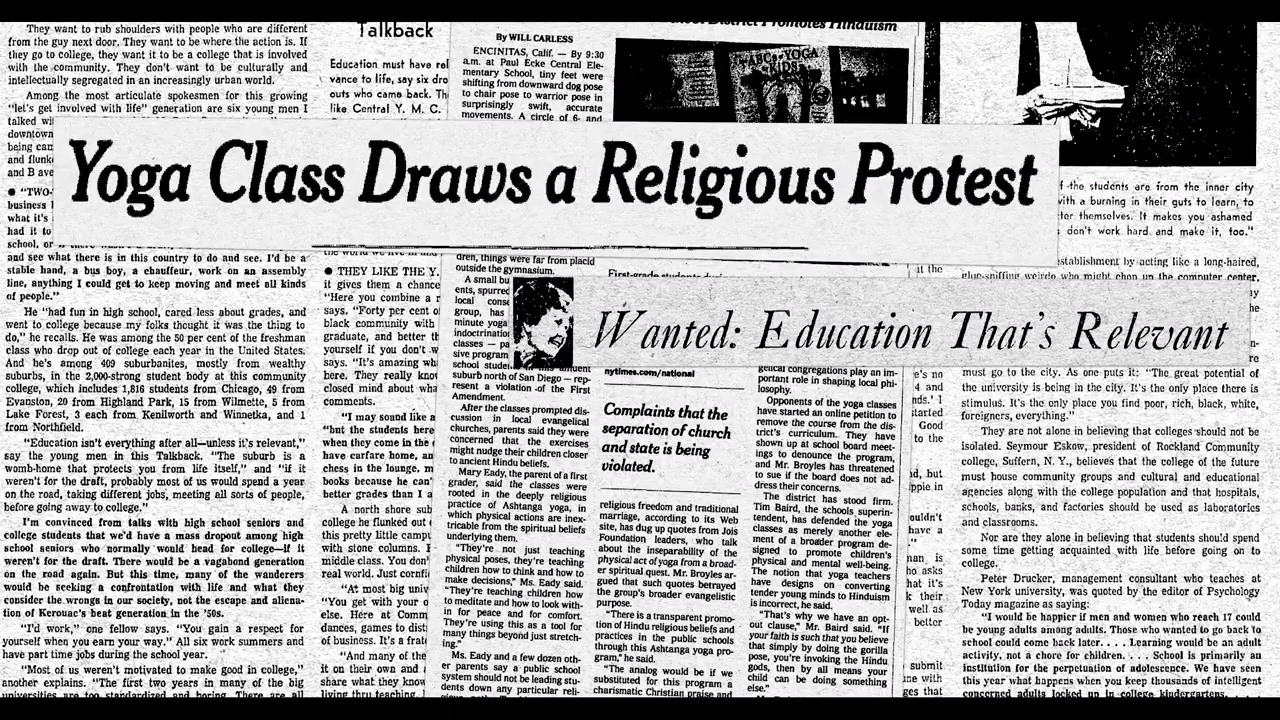 They want to rub shoulders with people who are different
from the guy next door. They want to be where the action is. If
they go to college, they want it to be a college that is involved
with the community. They don't want to be culturally and
intellectually segregated in an increasingly urban world.
Among the most articulate spokesmen for this growing
"let's get involved with life" generation are six young men I
talked
downtown
being
and flunk
and B ave
● "TWO-
business
what it's
had it to
school, or
and see what there is in this country to do and see. I'd be a
stable hand, a bus boy, a chauffeur, work on an assembly
line, anything I could get to keep moving and meet all kinds
of people."
He "had fun in high school, cared less about grades, and
went to college because my folks thought it was the thing to
do," he recalls. He was among the 50 per cent of the freshman
class who drop out of college each year in the United States.
And he's among 409 suburbanites, mostly from wealthy
suburbs, in the 2,000-strong student body at this community
college, which includes 1,816 students from Chicago, 49 from
Evanston, 20 from Highland Park, 15 from Wilmette, 5 from
Lake Forest, 3 each from Kenilworth and Winnetka, and 1
from Northfield.
"Education isn't everything after all—unless it's relevant,"
say the young men in this Talkback. "The suburb is a
womb-home that protects you from life itself," and "if it
weren't for the draft, probably most of us would spend a year
on the road, taking different jobs, meeting all sorts of people,
before going away to college."
I'm convinced from talks with high school seniors and
college students that we'd have a mass dropout among high
school seniors who normally would head for college—if it
weren't for the draft. There would be a vagabond generation
on the road again. But this time, many of the wanderers
would be seeking a confrontation with life and what they
consider the wrongs in our society, not the escape and aliena-
tion of Kerouac's beat generation in the '50s.
"I'd work," one fellow says. "You gain a respect for
yourself when you earn your way." All six work summers and
have part time jobs during the school year.
"Most of us weren't motivated to make good in college,"
another explains. "The first two years in many of the big
universities are too standardized and boring. There are all
Talkback
Education must have rel
vance to life, say six dro
outs who came back. The
like Central Y. M. C.
● THEY LIKE THE Y.
it gives them a chance
"Here you combine a r
says. "Forty per cent o
black community with
graduate, and better th
yourself if you don't w
says. "It's amazing wh
here. They really know
closed mind about wha
comments.
"I may sound like a
"but the students here
when they come in the
have carfare home, an
chess in the lounge, m
books because he can'
better grades than I a
A north shore sub
college he flunked out
this pretty little campu
with stone columns. I
middle class. You don'
real world. Just confi
"At most big univ
"You get with your o
else. Here at Comm
dances, games to dist
of business. It's a frate
"And many of the
it on their own and
share what they know
living thru teaching.
School District Promotes Hinduism
By WILL CARLESS
ENCINITAS, Calif. — By 9:30
a.m. at Paul Ecke Central Ele-
mentary School, tiny feet were
shifting from downward dog pose
to chair pose to warrior pose in
surprisingly swift, accurate
movements. A circle of 6- and
ABCs YOGA
KIDS
Yoga Class Draws a Religious Protest
dren, things were far from placid
outside the gymnasium.
A small bu
ents, spurred
local cons
group, has
minute yoga
indoctrination
classes — pa
sive program
school
suburb north of San Diego — rep-
resent a violation of the First
Amendment.
After the classes prompted dis-
cussion in local evangelical
churches, parents said they were
concerned that the exercises
might nudge their children closer
to ancient Hindu beliefs.
Mary Eady, the parent of a first
grader, said the classes were
rooted in the deeply religious
practice of Ashtanga yoga, in
which physical actions are inex-
tricable from the spiritual beliefs
underlying them.
"They're not just teaching
physical poses, they're teaching
children how to think and how to
make decisions," Ms. Eady said.
"They're teaching children how
to meditate and how to look with-
in for peace and for comfort.
They're using this as a tool for
many things beyond just stretch-
ing."
Ms. Eady and a few dozen oth-
er parents say a public school
system should not be leading stu-
dents down any particular reli-
First-grade students
Wanted: Education That's Relevant
nytimes.com/national
Complaints that the
separation of church
and state is being
violated.
religious freedom and traditional
marriage, according to its Web
site, has dug up quotes from Jois
Foundation leaders, who talk
about the inseparability of the
physical act of yoga from a broad-
er spiritual quest. Mr. Broyles ar-
gued that such quotes betrayed
the group's broader evangelistic
purpose.
"There is a transparent promo-
tion of Hindu religious beliefs and
practices in the public schools
through this Ashtanga yoga pro-
gram," he said.
"The analog would be if we
substituted for this program a
charismatic Christian praise and
gelical congregations play an im-
portant role in shaping local phi-
losophy.
Opponents of the yoga classes
have started an online petition to
remove the course from the dis-
trict's curriculum. They have
shown up at school board meet-
ings to denounce the program,
and Mr. Broyles has threatened
to sue if the board does not ad-
dress their concerns.
The district has stood firm.
Tim Baird, the schools superin-
tendent, has defended the yoga
classes as merely another ele-
ment of a broader program de-
signed to promote children's
physical and mental well-being.
The notion that yoga teachers
have designs on converting
tender young minds to Hinduism
is incorrect, he said.
"That's why we have an opt-
out clause," Mr. Baird said. "If
your faith is such that you believe
that simply by doing the gorilla
pose, you're invoking the Hindu
gods, then by all means your
child can be doing something
else."
f the students are from the inner city
with a burning in their guts to learn, to
ter themselves. It makes you ashamed
don't work hard and make it, too."
establishment by acting like a long-haired,
glue-sniffing weirdo who might chop up the computer center.
must go to the city. As one puts it: "The great potential of
the university is being in the city. It's the only place there is
stimulus. It's the only place you find poor, rich, black, white,
foreigners, everything."
They are not alone in believing that colleges should not be
isolated. Seymour Eskow, president of Rockland Community
college, Suffern, N. Y., believes that the college of the future
must house community groups and cultural and educational
agencies along with the college population and that hospitals,
schools, banks, and factories should be used as laboratories
and classrooms.
Nor are they alone in believing that students should spend
some time getting acquainted with life before going on to
college.
Peter Drucker, management consultant who teaches at
New York university, was quoted by the editor of Psychology
Today magazine as saying:
"I would be happier if men and women who reach 17 could
be young adults among adults. Those who wanted to go back to
school could come back later. . . . Learning would be an adult
activity, not a chore for children. . . . School is primarily an
institution for the perpetuation of adolescence. We have seen
this year what happens when you keep thousands of intelligent
concerned adults locked up in college kindergartens.